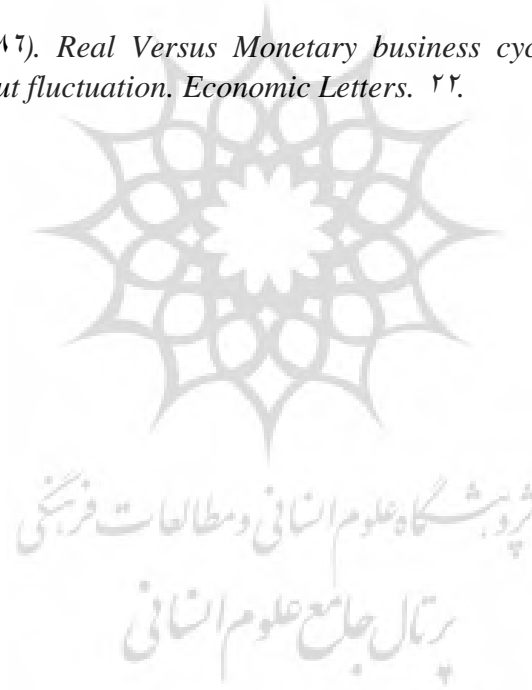 ۸۶). Real Versus Monetary business cyc
ut fluctuation. Economic Letters. ۲۲.
پژوهشگاه علوم انسانی و مطالعات فرهنگی
پرتال جامع علوم انسانی